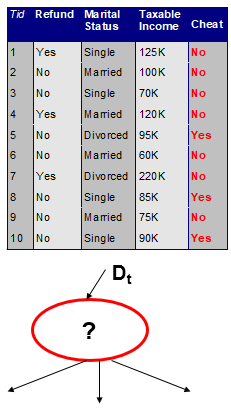 Tid Refund Marital Status Taxable Income Cheat
1 Yes Single 125K No
2 No Married 100K No
3 No Single 70K No
4 Yes Married 120K No
5 No Divorced 95K Yes
6 No Married 60K No
7 Yes Divorced 220K No
8 No Single 85K Yes
9 No Married 75K No
10 No Single 90K Yes
Dt
?